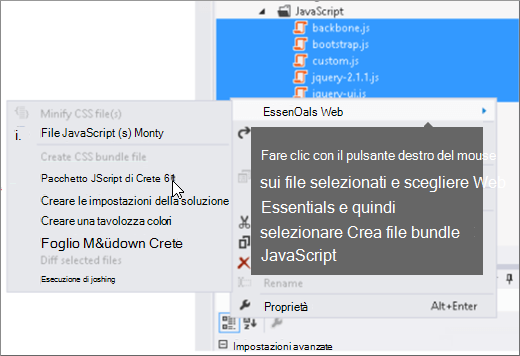 JavaScript
backbone.js
bootstrap.js
custom.js
jquery-2.1.1.js
jquery-ui.js
Minify CSS file(s)
EssenOals Web
i. File JavaScript (s) Monty
Create CSS bundle file
Pacchetto JScript di Crete 6
Creare le impostazioni della soluzione
Creare una tavolozza colori
Foglio M&üdown Crete
Diff selected files
Esecuzione di joshing
Fare clic con il pulsante destro del mouse
sui file selezionati e scegliere Web
Essentials e quindi
selezionare Crea file bundle
JavaScript
Rename
Proprietà Alt+Enter
Impostazioni avanzate